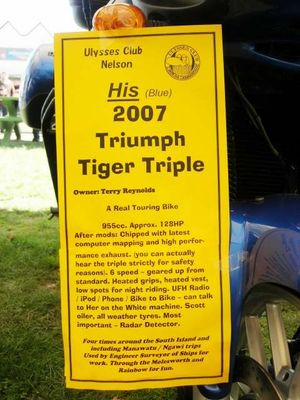 Ulysses Club
Nelson
His (Blue)
2007
Triumph
Tiger Triple
Owner: Terry Reynolds
A Real Touring Bike
955cc. Approx. 128HP
After mods: Chipped with latest
computer mapping and high perfor-
mance exhaust. (you can actually
hear the triple strictly for safety
reasons). 6 speed – geared up from
standard. Heated grips, heated vest,
low spots for night riding. UHF Radio
/ iPod / Phone / Bike to Bike – can talk
to Her on the White machine. Scott
oiler, all weather tyres. Most
important – Radar Detector.
Four times around the South Island and
including Manawatu / Ngawi trips
Used by Engineer Surveyor of Ships for
work. Through the Molesworth and
Rainbow for fun.